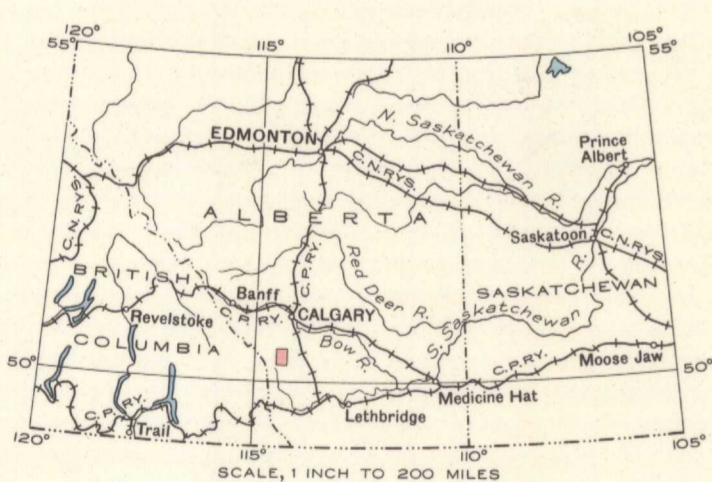 120°
115°
110°
105°
55°
55°
EDMONTON
N. Saskatchewan R.
Prince
Albert
C.N.RYS.
C.N.RYS.
ALBERTA
Saskatoon
C.N.RYS.
C.P.RY.
Red Deer R.
R.
BRITISH
Banff
SASKATCHEWAN
C.P.RY.
CALGARY
S. Saskatchewan
Revelstoke
Bow R.
COLUMBIA
Moose Jaw
50°
C.P.RY.
50°
Medicine Hat
C.P.RY.
Lethbridge
Trail
120°
115°
110°
105°
SCALE, 1 INCH TO 200 MILES